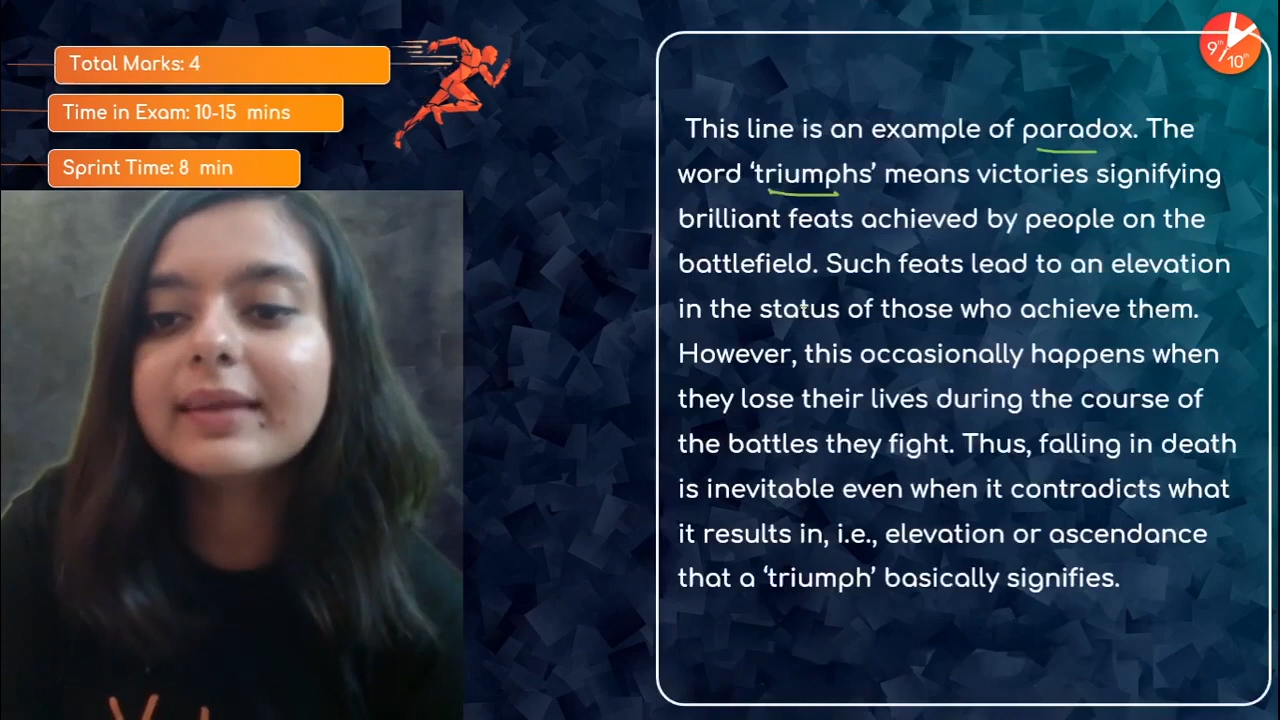 Total Marks: 4
Time in Exam: 10-15 mins
Sprint Time: 8 min
9th/10th
This line is an example of paradox. The
word ‘triumphs’ means victories signifying
brilliant feats achieved by people on the
battlefield. Such feats lead to an elevation
in the status of those who achieve them.
However, this occasionally happens when
they lose their lives during the course of
the battles they fight. Thus, falling in death
is inevitable even when it contradicts what
it results in, i.e., elevation or ascendance
that a ‘triumph’ basically signifies.